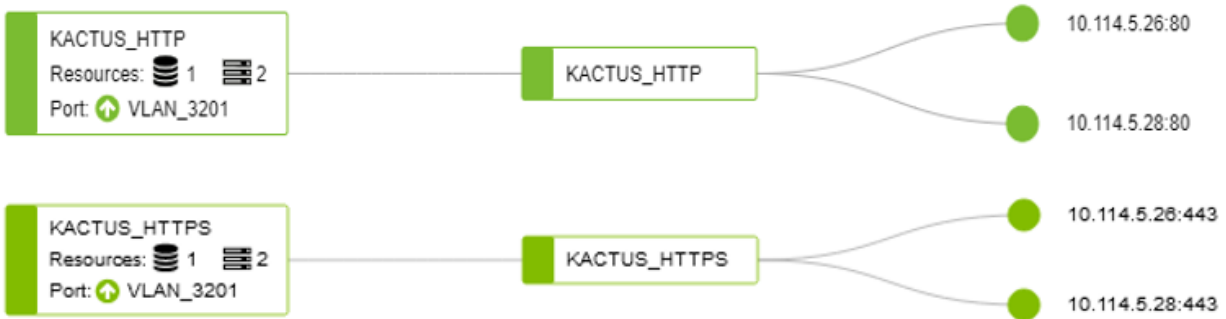 KACTUS_HTTP
Resources: 1 2
Port: VLAN_3201
KACTUS_HTTP
10.114.5.26:80
10.114.5.28:80
KACTUS_HTTPS
Resources: 1 2
Port: VLAN_3201
KACTUS_HTTPS
10.114.5.26:443
10.114.5.28:443